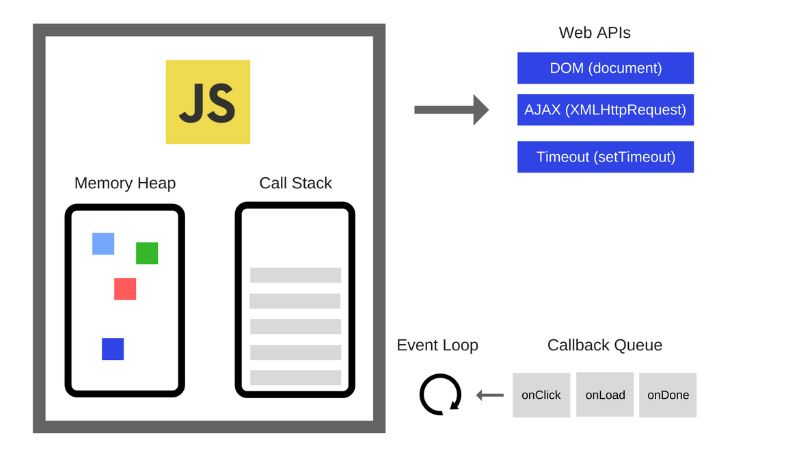 JS
Memory Heap
Call Stack
Web APIs
DOM (document)
AJAX (XMLHttpRequest)
Timeout (setTimeout)
Event Loop
Callback Queue
onClick
onLoad
onDone